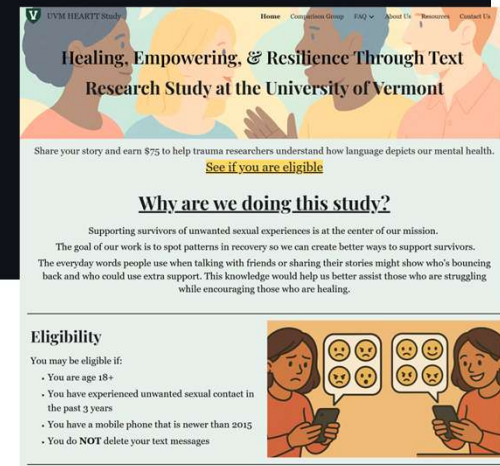 UVM HEARTT Study
Home Comparison Group FAQ About Us Resources Contact Us
Healing, Empowering, & Resilience Through Text
Research Study at the University of Vermont
Share your story and earn $75 to help trauma researchers understand how language depicts our mental health.
See if you are eligible
Why are we doing this study?
Supporting survivors of unwanted sexual experiences is at the center of our mission.
The goal of our work is to spot patterns in recovery so we can create better ways to support survivors.
The everyday words people use when talking with friends or sharing their stories might show who's bouncing
back and who could use extra support. This knowledge would help us better assist those who are struggling
while encouraging those who are healing.
Eligibility
You may be eligible if:
• You are age 18+
• You have experienced unwanted sexual contact in
the past 3 years
• You have a mobile phone that is newer than 2015
• You do NOT delete your text messages